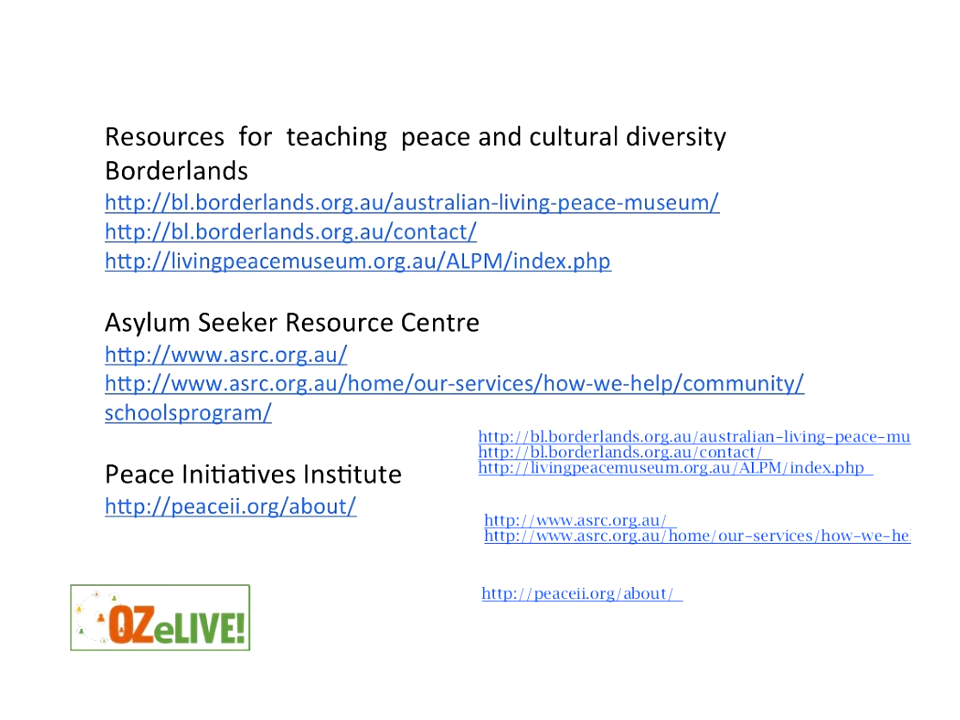 Resources for teaching peace and cultural diversity
Borderlands
http://bl.borderlands.org.au/australian-living-peace-museum/
http://bl.borderlands.org.au/contact/
http://livingpeacemuseum.org.au/ALPM/index.php
Asylum Seeker Resource Centre
http://www.asrc.org.au/
http://www.asrc.org.au/home/our-services/how-we-help/community/
schoolsprogram/
Peace Initiatives Institute
http://peaceii.org/about/
http://bl.borderlands.org.au/australian-living-peace-mu
http://bl.borderlands.org.au/contact/
http://livingpeacemuseum.org.au/ALPM/index.php
http://www.asrc.org.au/
http://www.asrc.org.au/home/our-services/how-we-hel
http://peaceii.org/about/
OZeLIVE!